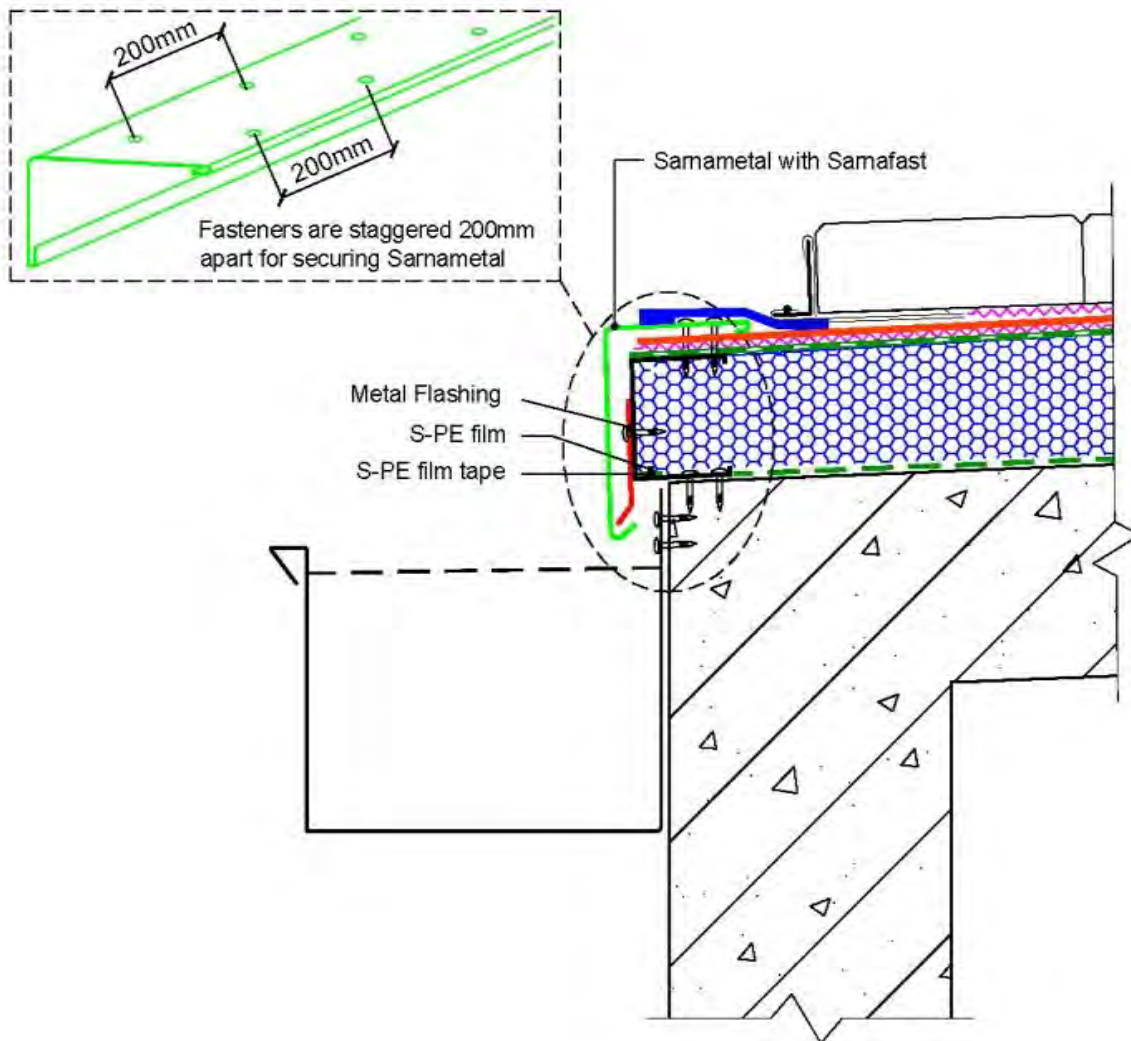 200mm
200mm
Fasteners are staggered 200mm
apart for securing Sarnametal
Sarnametal with Sarnafast
Metal Flashing
S-PE film
S-PE film tape